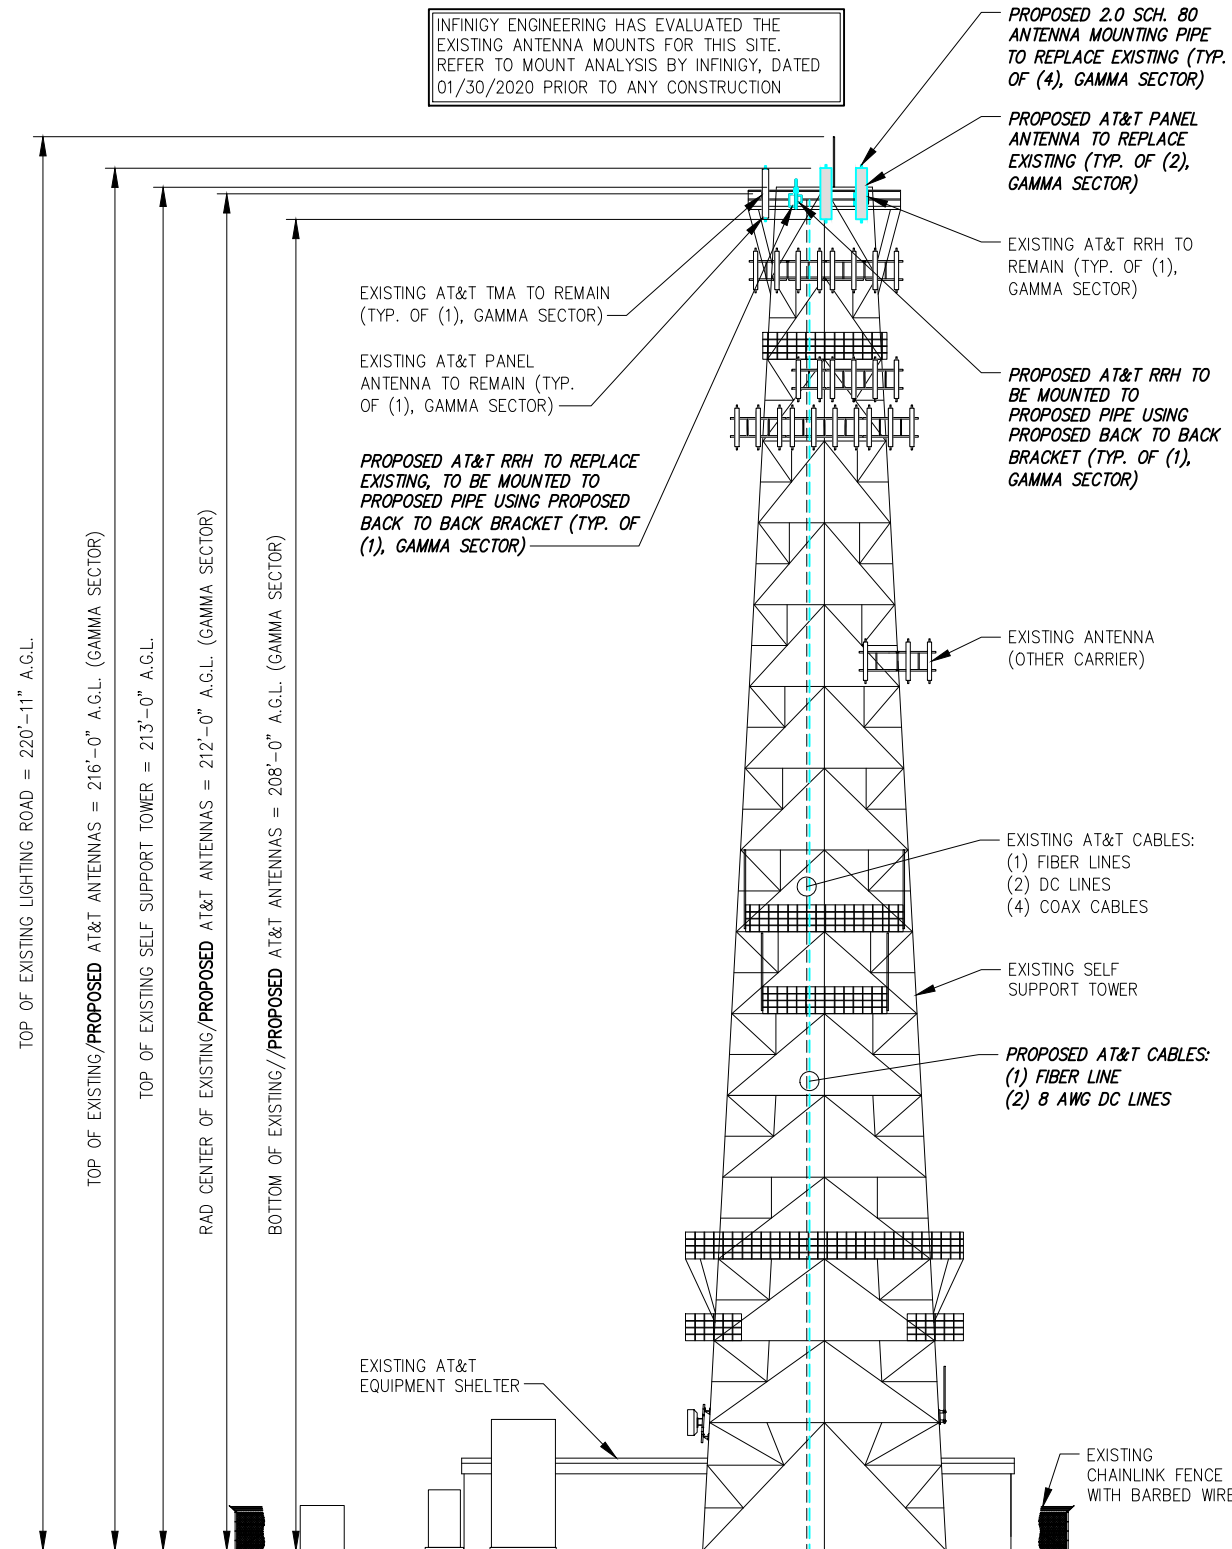 INFINIGY ENGINEERING HAS EVALUATED THE
EXISTING ANTENNA MOUNTS FOR THIS SITE.
REFER TO MOUNT ANALYSIS BY INFINIGY, DATED
01/30/2020 PRIOR TO ANY CONSTRUCTION
PROPOSED 2.0 SCH. 80
ANTENNA MOUNTING PIPE
TO REPLACE EXISTING (TYP.
OF (4), GAMMA SECTOR)
PROPOSED AT&T PANEL
ANTENNA TO REPLACE
EXISTING (TYP. OF (2),
GAMMA SECTOR)
EXISTING AT&T RRH TO
REMAIN (TYP. OF (1),
GAMMA SECTOR)
EXISTING AT&T TMA TO REMAIN
(TYP. OF (1), GAMMA SECTOR)
EXISTING AT&T PANEL
ANTENNA TO REMAIN (TYP.
OF (1), GAMMA SECTOR)
PROPOSED AT&T RRH TO
BE MOUNTED TO
PROPOSED PIPE USING
PROPOSED BACK TO BACK
BRACKET (TYP. OF (1),
GAMMA SECTOR)
PROPOSED AT&T RRH TO REPLACE
EXISTING, TO BE MOUNTED TO
PROPOSED PIPE USING PROPOSED
BACK TO BACK BRACKET (TYP. OF
(1), GAMMA SECTOR)
TOP OF EXISTING LIGHTING ROAD = 220'-11" A.G.L.
TOP OF EXISTING/PROPOSED AT&T ANTENNAS = 216'-0" A.G.L. (GAMMA SECTOR)
TOP OF EXISTING SELF SUPPORT TOWER = 213'-0" A.G.L.
RAD CENTER OF EXISTING/PROPOSED AT&T ANTENNAS = 212'-0" A.G.L. (GAMMA SECTOR)
BOTTOM OF EXISTING//PROPOSED AT&T ANTENNAS = 208'-0" A.G.L. (GAMMA SECTOR)
EXISTING ANTENNA
(OTHER CARRIER)
EXISTING AT&T CABLES:
(1) FIBER LINES
(2) DC LINES
(4) COAX CABLES
EXISTING SELF
SUPPORT TOWER
PROPOSED AT&T CABLES:
(1) FIBER LINE
(2) 8 AWG DC LINES
EXISTING AT&T
EQUIPMENT SHELTER
EXISTING
CHAINLINK FENCE
WITH BARBED WIRE